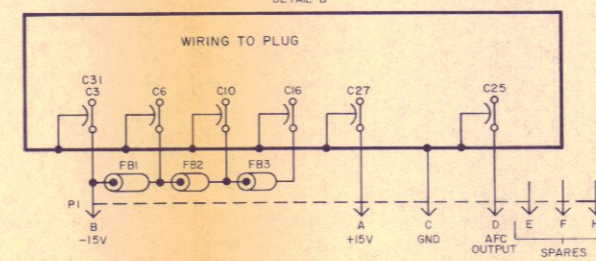 WIRING TO PLUG
C31
C3 C6 C10 C16 C27 C25
FB1 FB2 FB3
P1
B A C D E F
-15V +15V GND AFC OUTPUT
SPARES